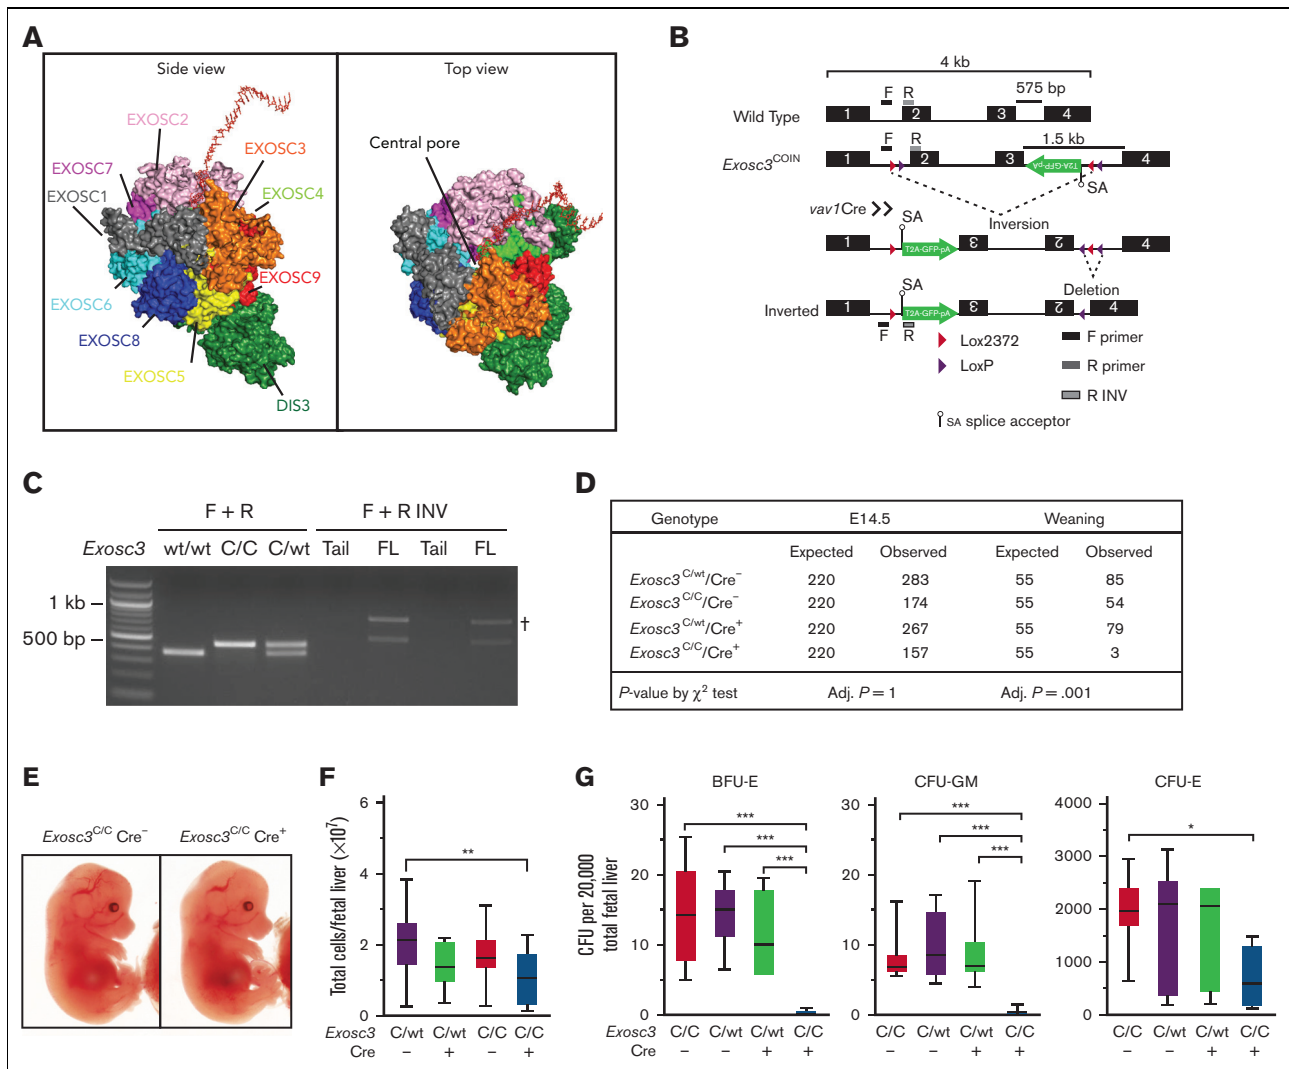 A
Side view
Top view
EXOSC2
EXOSC7
EXOSC3
EXOSC1
EXOSC4
EXOSC9
EXOSC6
EXOSC8
EXOSC5
DIS3
Central pore
B
4 kb
575 bp
F R
Wild Type 1 2 3 4
F R 1.5 kb
Exosc3COIN 1 2 3 T2A-GFP-pA 4
SA
vav1Cre SA
Inversion
1 T2A-GFP-pA 3 2 4
SA Deletion
Inverted 1 T2A-GFP-pA 3 2 4
F R
Lox2372
LoxP
F primer
R primer
R INV
SA splice acceptor
C
F + R F + R INV
Exosc3 wt/wt C/C C/wt Tail FL Tail FL
1 kb
500 bp
†
D
Genotype E14.5 Weaning
Expected Observed Expected Observed
Exosc3 C/wt/Cre− 220 283 55 85
Exosc3 C/C/Cre− 220 174 55 54
Exosc3 C/wt/Cre+ 220 267 55 79
Exosc3 C/C/Cre+ 220 157 55 3
P-value by χ2 test Adj. P = 1 Adj. P = .001
E
Exosc3C/C Cre−
Exosc3C/C Cre+
F
Total cells/fetal liver (×10⁷)
6
4
2
0
**
Exosc3 C/wt C/wt C/C C/C
Cre − + − +
G
CFU per 20,000
total fetal liver
BFU-E
30
20
10
0
***
***
***
Exosc3 C/C C/wt C/wt C/C
Cre − − + +
CFU-GM
30
20
10
0
***
***
***
C/C C/wt C/wt C/C
− − + +
CFU-E
4000
3000
2000
1000
0
*
C/C C/wt C/wt C/C
− − + +